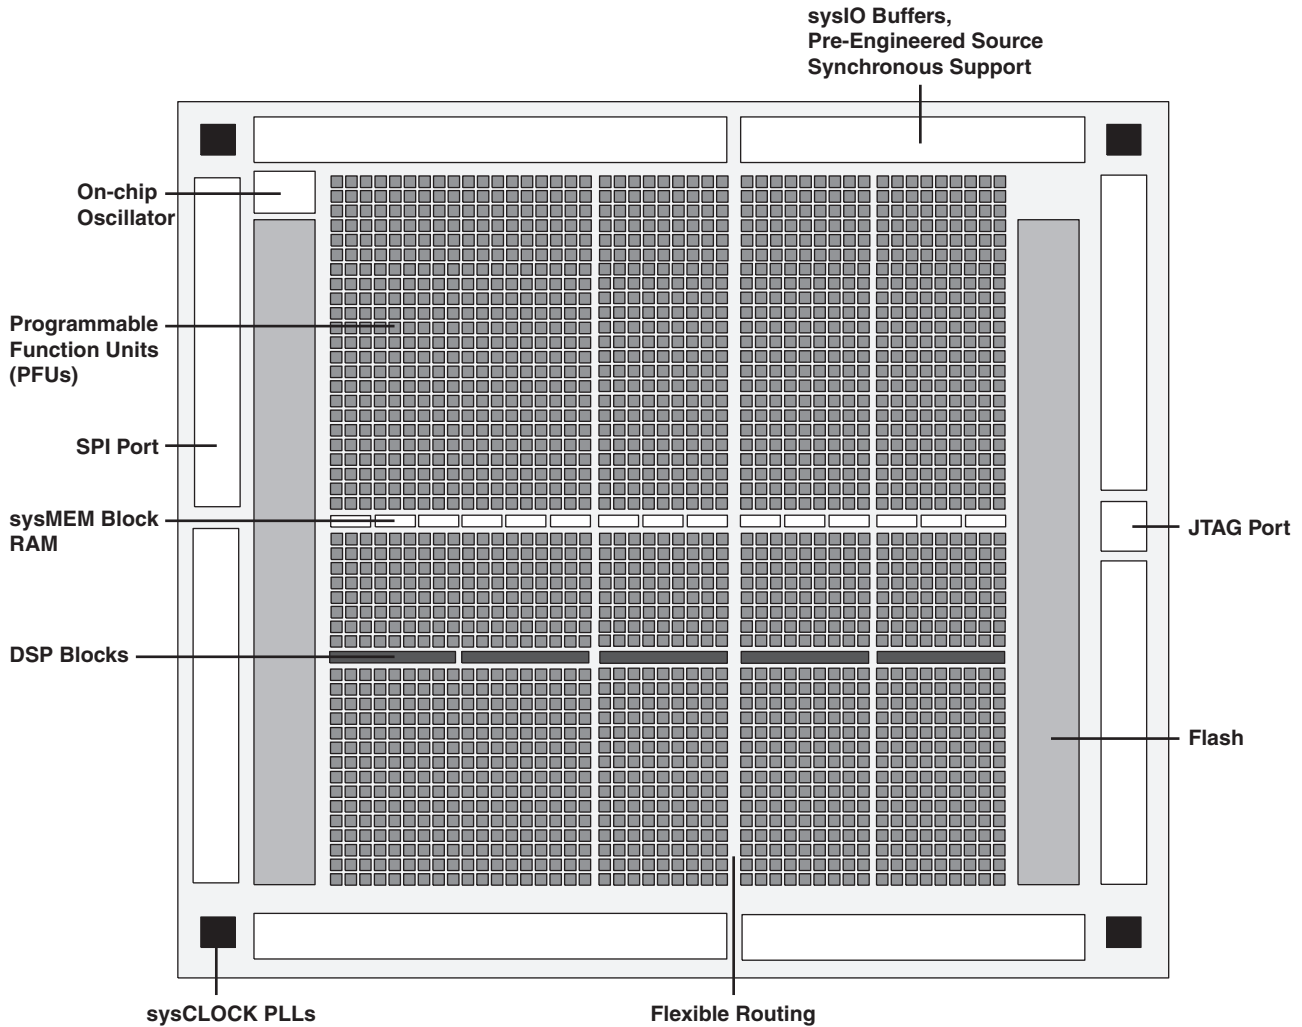 sysIO Buffers,
Pre-Engineered Source
Synchronous Support
On-chip
Oscillator
Programmable
Function Units
(PFUs)
SPI Port
sysMEM Block
RAM
JTAG Port
DSP Blocks
Flash
sysCLOCK PLLs
Flexible Routing